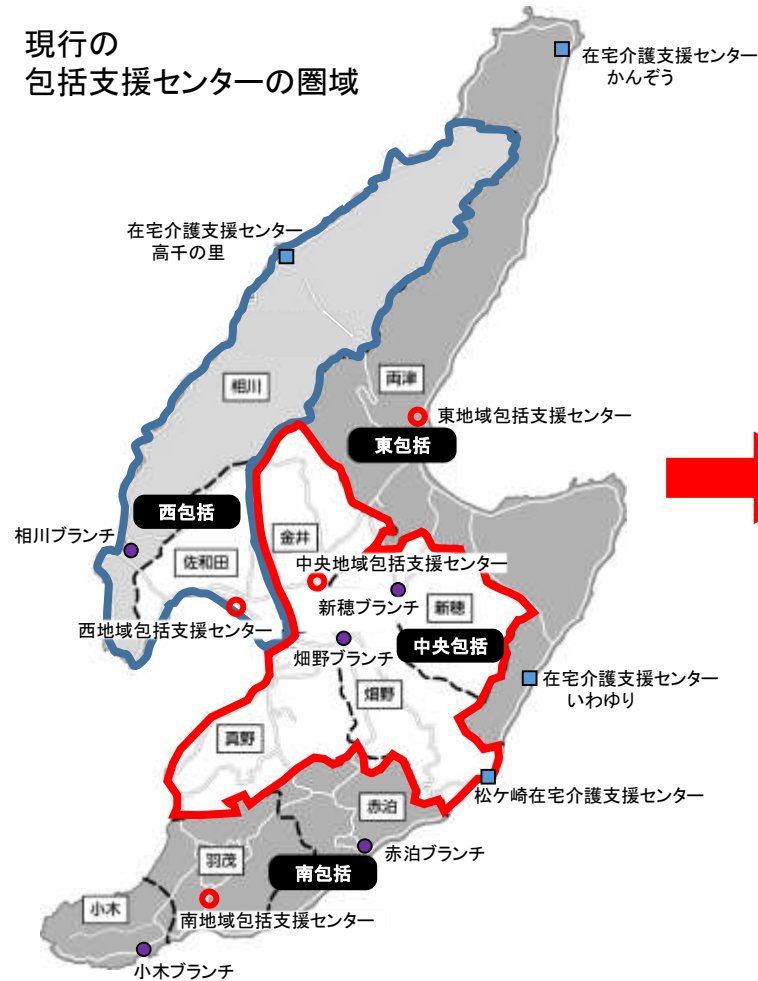 現行の
包括支援センターの圏域
在宅介護支援センター
かんぞう
在宅介護支援センター
高千の里
相川
両津
東地域包括支援センター
東包括
西包括
金井
相川ブランチ
佐和田
中央地域包括支援センター
新穂ブランチ
新穂
西地域包括支援センター
中央包括
畑野ブランチ
在宅介護支援センター
いわゆり
畑野
真野
松ケ崎在宅介護支援センター
赤泊
赤泊ブランチ
羽茂
南包括
小木
南地域包括支援センター
小木ブランチ